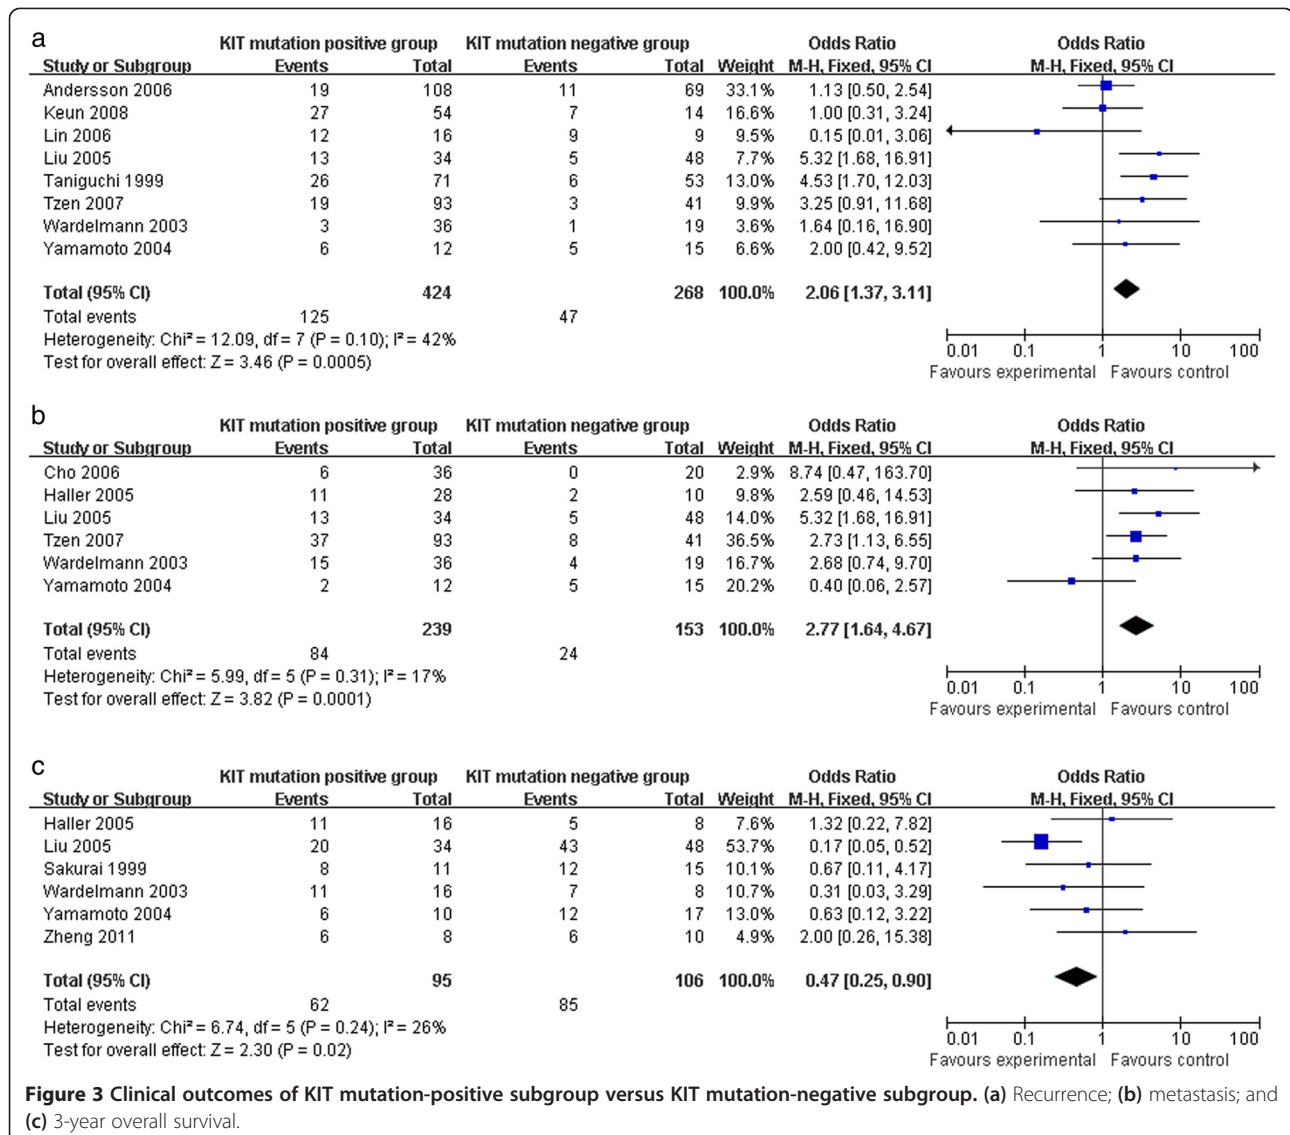 a
KIT mutation positive group KIT mutation negative group Odds Ratio Odds Ratio
Study or Subgroup Events Total Events Total Weight M-H, Fixed, 95% CI M-H, Fixed, 95% CI
Andersson 2006 19 108 11 69 33.1% 1.13 [0.50, 2.54]
Keun 2008 27 54 7 14 16.6% 1.00 [0.31, 3.24]
Lin 2006 12 16 9 9 9.5% 0.15 [0.01, 3.06]
Liu 2005 13 34 5 48 7.7% 5.32 [1.68, 16.91]
Taniguchi 1999 26 71 6 53 13.0% 4.53 [1.70, 12.03]
Tzen 2007 19 93 3 41 9.9% 3.25 [0.91, 11.68]
Wardelmann 2003 3 36 1 19 3.6% 1.64 [0.16, 16.90]
Yamamoto 2004 6 12 5 15 6.6% 2.00 [0.42, 9.52]
Total (95% CI) 424 268 100.0% 2.06 [1.37, 3.11]
Total events 125 47
Heterogeneity: Chi² = 12.09, df = 7 (P = 0.10); I² = 42%
Test for overall effect: Z = 3.46 (P = 0.0005)
0.01 0.1 1 10 100
Favours experimental Favours control
b
KIT mutation positive group KIT mutation negative group Odds Ratio Odds Ratio
Study or Subgroup Events Total Events Total Weight M-H, Fixed, 95% CI M-H, Fixed, 95% CI
Cho 2006 6 36 0 20 2.9% 8.74 [0.47, 163.70]
Haller 2005 11 28 2 10 9.8% 2.59 [0.46, 14.53]
Liu 2005 13 34 5 48 14.0% 5.32 [1.68, 16.91]
Tzen 2007 37 93 8 41 36.5% 2.73 [1.13, 6.55]
Wardelmann 2003 15 36 4 19 16.7% 2.68 [0.74, 9.70]
Yamamoto 2004 2 12 5 15 20.2% 0.40 [0.06, 2.57]
Total (95% CI) 239 153 100.0% 2.77 [1.64, 4.67]
Total events 84 24
Heterogeneity: Chi² = 5.99, df = 5 (P = 0.31); I² = 17%
Test for overall effect: Z = 3.82 (P = 0.0001)
0.01 0.1 1 10 100
Favours experimental Favours control
c
KIT mutation positive group KIT mutation negative group Odds Ratio Odds Ratio
Study or Subgroup Events Total Events Total Weight M-H, Fixed, 95% CI M-H, Fixed, 95% CI
Haller 2005 11 16 5 8 7.6% 1.32 [0.22, 7.82]
Liu 2005 20 34 43 48 53.7% 0.17 [0.05, 0.52]
Sakurai 1999 8 11 12 15 10.1% 0.67 [0.11, 4.17]
Wardelmann 2003 11 16 7 8 10.7% 0.31 [0.03, 3.29]
Yamamoto 2004 6 10 12 17 13.0% 0.63 [0.12, 3.22]
Zheng 2011 6 8 6 10 4.9% 2.00 [0.26, 15.38]
Total (95% CI) 95 106 100.0% 0.47 [0.25, 0.90]
Total events 62 85
Heterogeneity: Chi² = 6.74, df = 5 (P = 0.24); I² = 26%
Test for overall effect: Z = 2.30 (P = 0.02)
0.01 0.1 1 10 100
Favours experimental Favours control
Figure 3 Clinical outcomes of KIT mutation-positive subgroup versus KIT mutation-negative subgroup. (a) Recurrence; (b) metastasis; and
(c) 3-year overall survival.